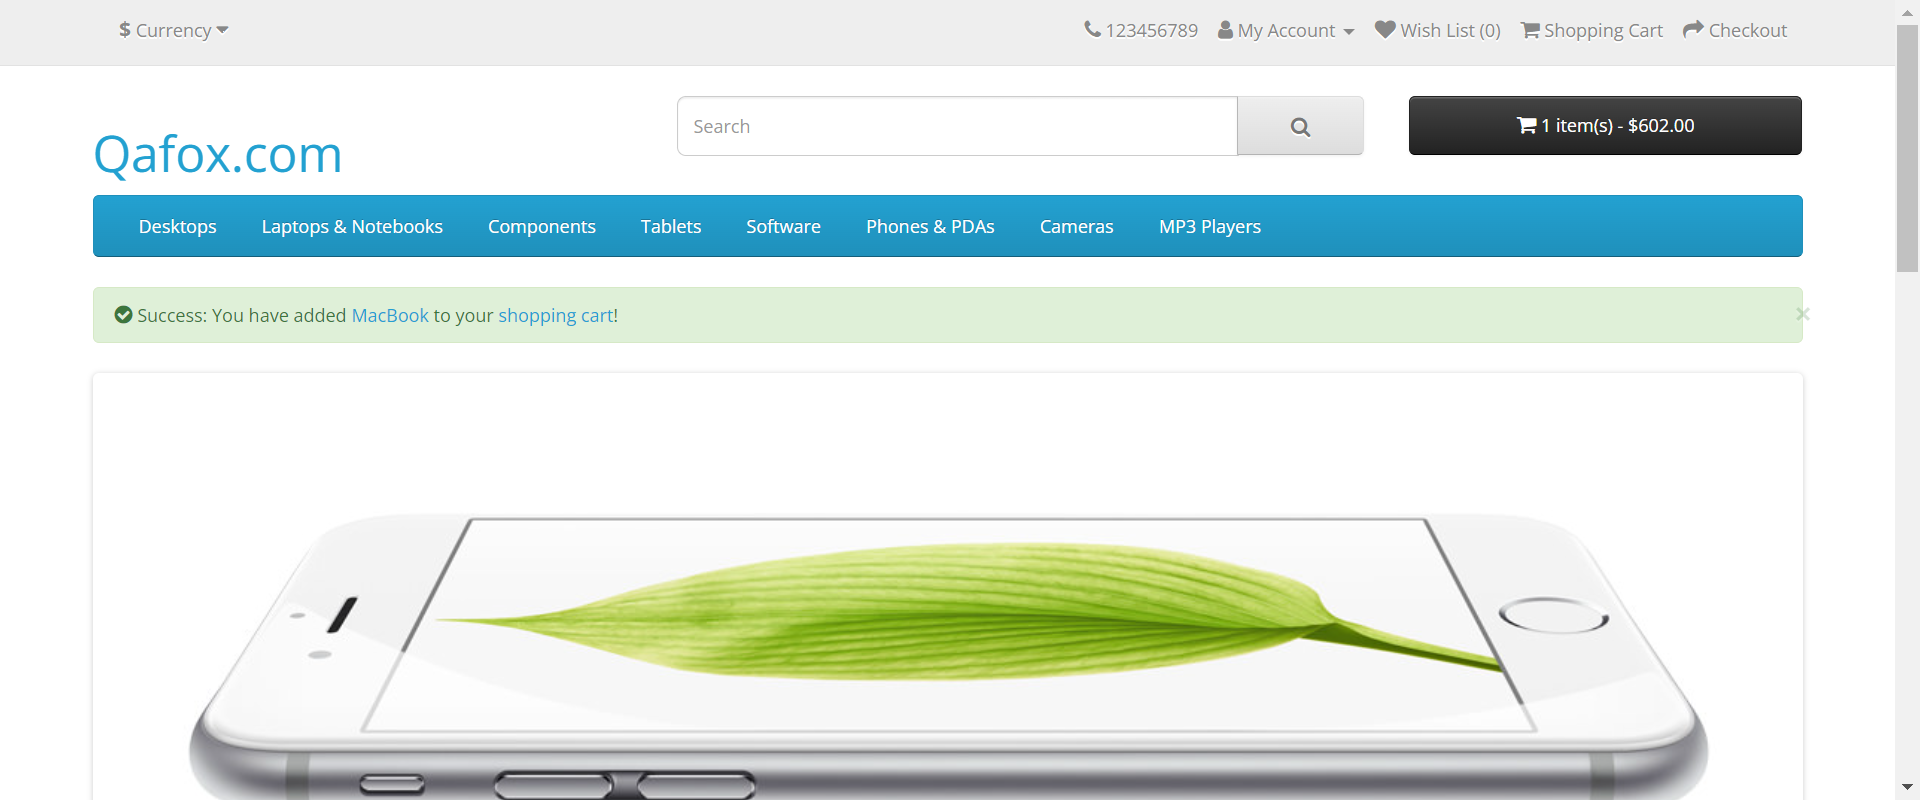 $ Currency
123456789 My Account Wish List (0) Shopping Cart Checkout
Search
1 item(s) - $602.00
Qafox.com
Desktops Laptops & Notebooks Components Tablets Software Phones & PDAs Cameras MP3 Players
Success: You have added MacBook to your shopping cart!
×